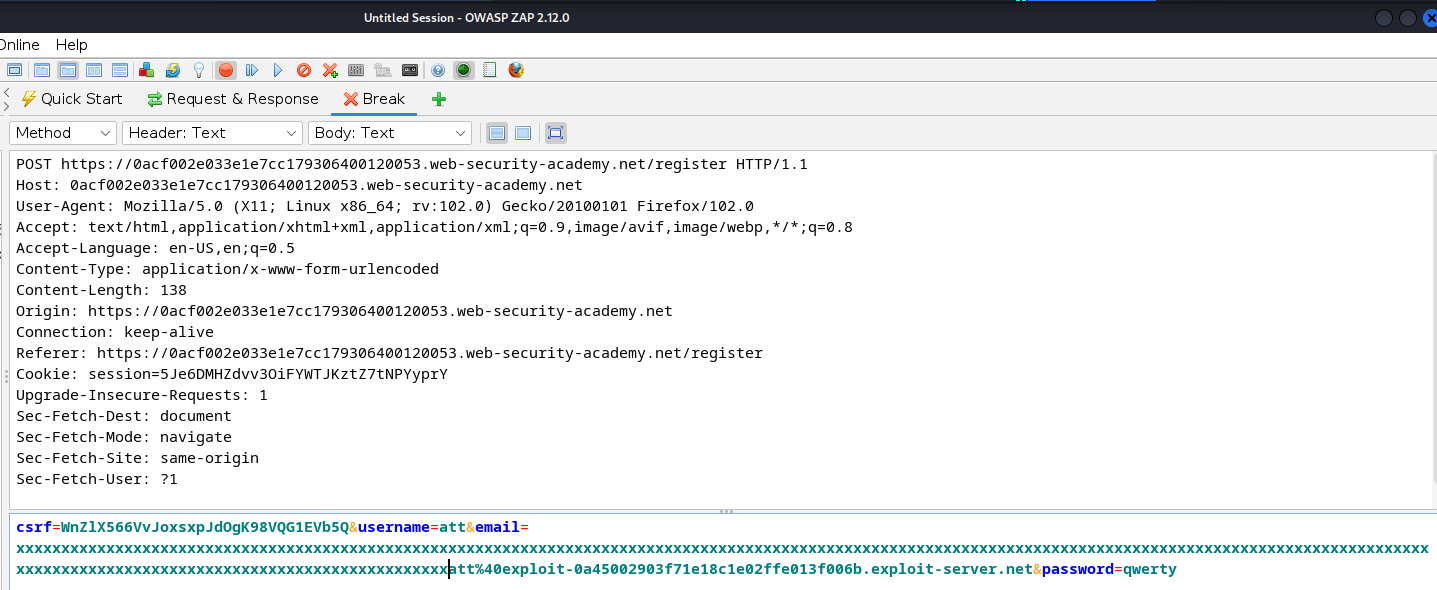 Untitled Session - OWASP ZAP 2.12.0
Online Help
Quick Start Request & Response Break
Method Header: Text Body: Text
POST https://0acf002e033e1e7cc179306400120053.web-security-academy.net/register HTTP/1.1
Host: 0acf002e033e1e7cc179306400120053.web-security-academy.net
User-Agent: Mozilla/5.0 (X11; Linux x86_64; rv:102.0) Gecko/20100101 Firefox/102.0
Accept: text/html,application/xhtml+xml,application/xml;q=0.9,image/avif,image/webp,*/*;q=0.8
Accept-Language: en-US,en;q=0.5
Content-Type: application/x-www-form-urlencoded
Content-Length: 138
Origin: https://0acf002e033e1e7cc179306400120053.web-security-academy.net
Connection: keep-alive
Referer: https://0acf002e033e1e7cc179306400120053.web-security-academy.net/register
Cookie: session=5Je6DMHZdvv3OiFYWTJKztZ7tNPYyprY
Upgrade-Insecure-Requests: 1
Sec-Fetch-Dest: document
Sec-Fetch-Mode: navigate
Sec-Fetch-Site: same-origin
Sec-Fetch-User: ?1
csrf=WnZlX566VvJoxsxpJdOgK98VQG1EVb5Q&username=att&email=
xxxxxxxxxxxxxxxxxxxxxxxxxxxxxxxxxxxxxxxxxxxxxxxxxxxxxxxxxxxxxxxxxxxxxxxxxxxxxxxxxxxxxxxxxxxxxxxxxxxxxxxxxxxxxxxxxxxxxxxxxxxxxxxxxxxxxxxxxxxxxxxxxxxxxxxxx
xxxxxxxxxxxxxxxxxxxxxxxxxxxxxxxxxxxxxxxxxxxxxxxxatt%40exploit-0a45002903f71e18c1e02ffe013f006b.exploit-server.net&password=qwerty